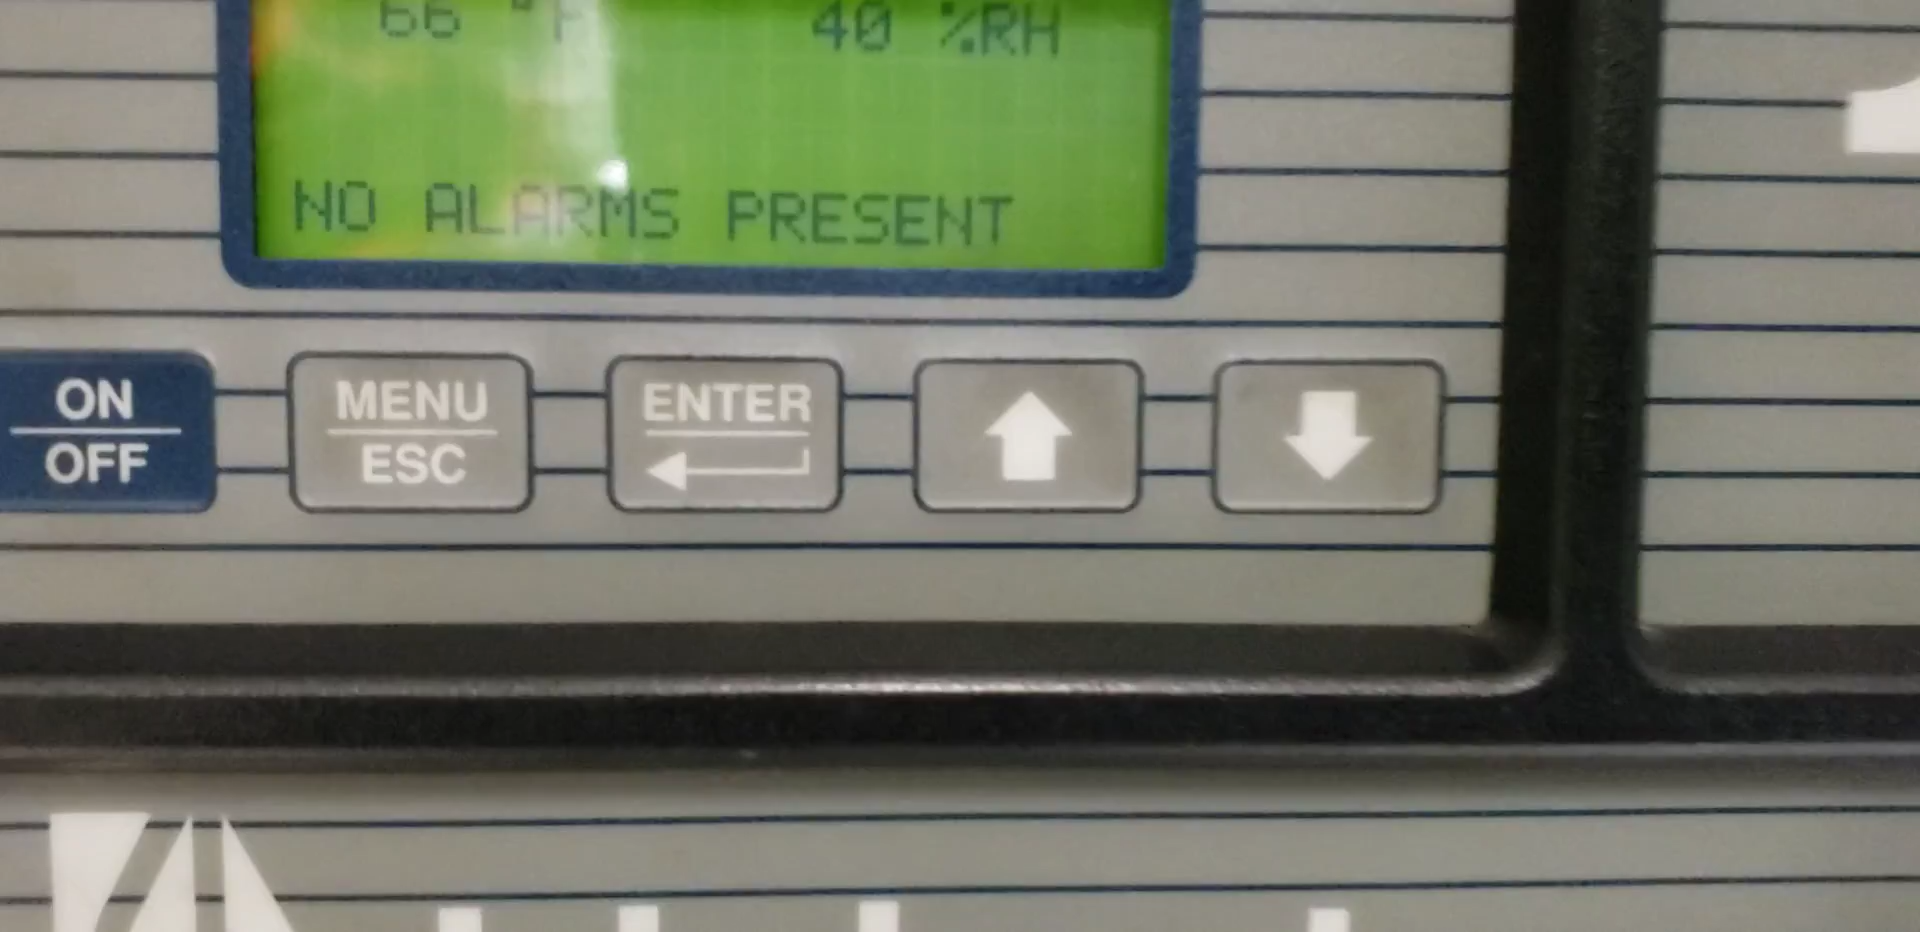 66 °F 40 %RH
NO ALARMS PRESENT
ON
OFF
MENU
ESC
ENTER